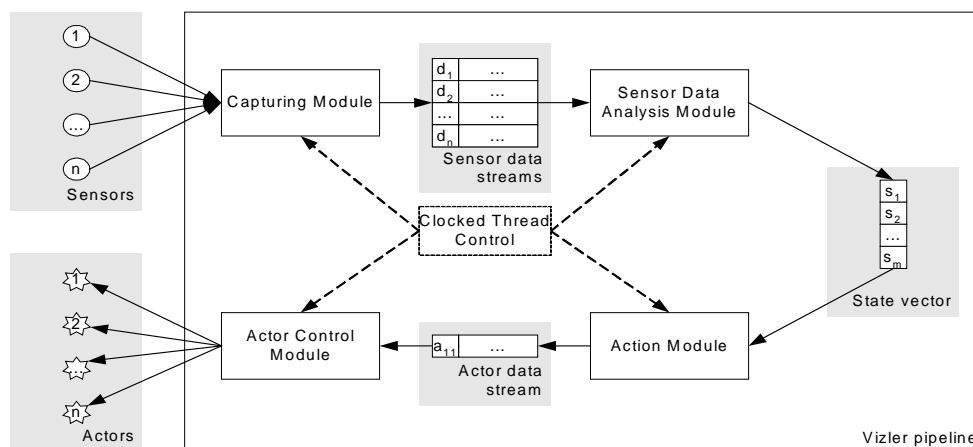 1
2
...
n
Sensors
Capturing Module
d1 ...
d2 ...
... ...
dn ...
Sensor data
streams
Sensor Data
Analysis Module
Clocked Thread
Control
s1
s2
...
sm
State vector
1
2
...
n
Actors
Actor Control
Module
a11 ...
Actor data
stream
Action Module
Vizler pipeline